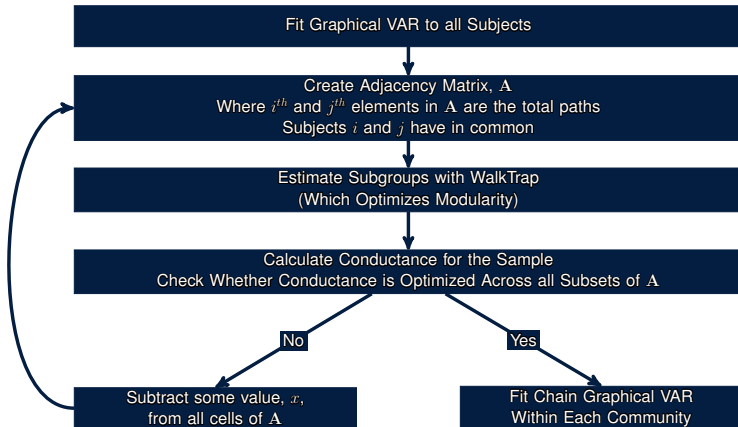 Fit Graphical VAR to all Subjects
Create Adjacency Matrix, A
Where i^th and j^th elements in A are the total paths
Subjects i and j have in common
Estimate Subgroups with WalkTrap
(Which Optimizes Modularity)
Calculate Conductance for the Sample
Check Whether Conductance is Optimized Across all Subsets of A
No
Yes
Subtract some value, x,
from all cells of A
Fit Chain Graphical VAR
Within Each Community